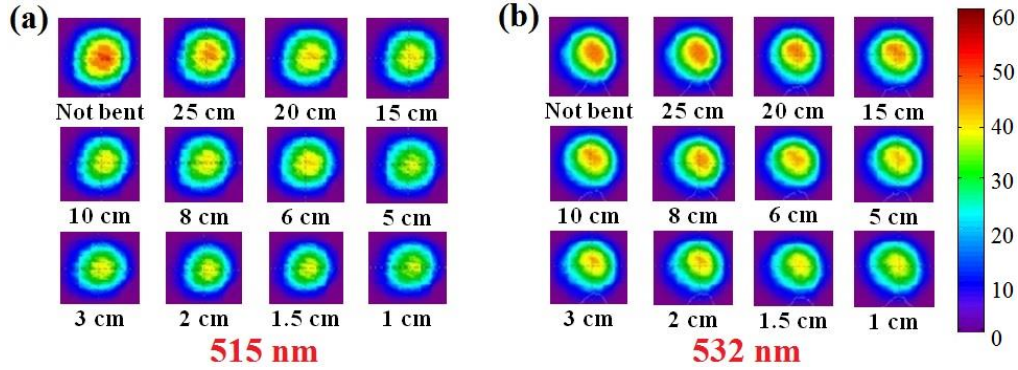 (a)
Not bent 25 cm 20 cm 15 cm
10 cm 8 cm 6 cm 5 cm
3 cm 2 cm 1.5 cm 1 cm
515 nm
(b)
Not bent 25 cm 20 cm 15 cm
10 cm 8 cm 6 cm 5 cm
3 cm 2 cm 1.5 cm 1 cm
532 nm
60
50
40
30
20
10
0